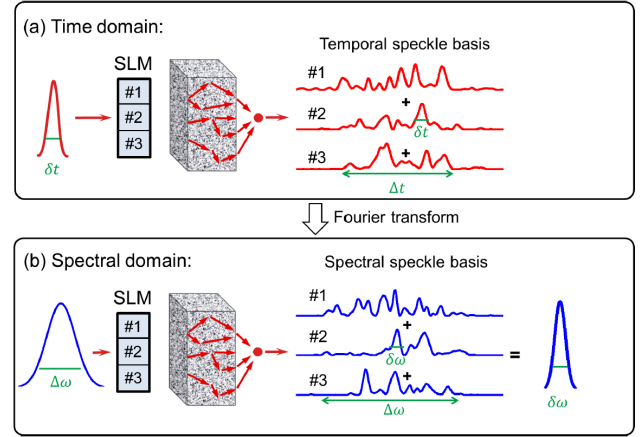 (a) Time domain:
SLM
#1
#2
#3
δt
Temporal speckle basis
#1
+
#2
δt
+
#3
Δt
Fourier transform
(b) Spectral domain:
SLM
#1
#2
#3
Δω
Spectral speckle basis
#1
+
#2
δω
+
#3
Δω
=
δω